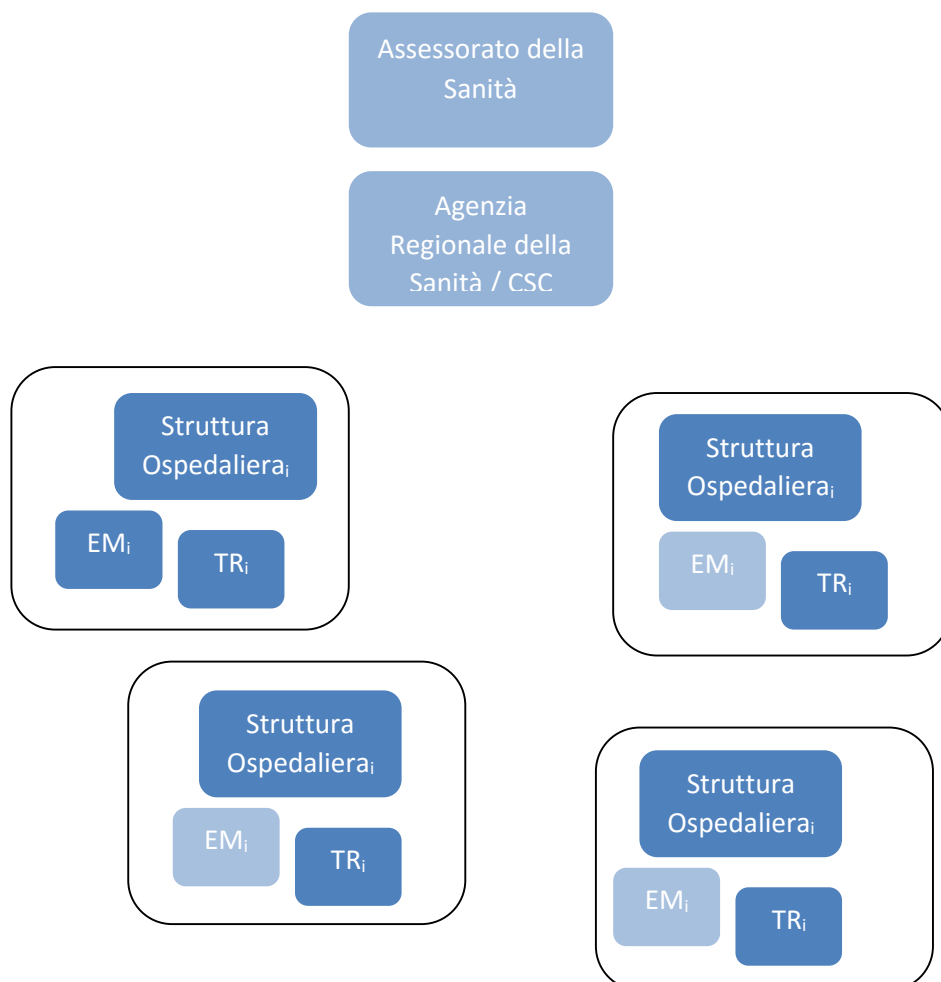 Assessorato della
Sanità
Agenzia
Regionale della
Sanità / CSC
Struttura
Ospedalieraᵢ
EMᵢ
TRᵢ
Struttura
Ospedalieraᵢ
EMᵢ
TRᵢ
Struttura
Ospedalieraᵢ
EMᵢ
TRᵢ
Struttura
Ospedalieraᵢ
EMᵢ
TRᵢ